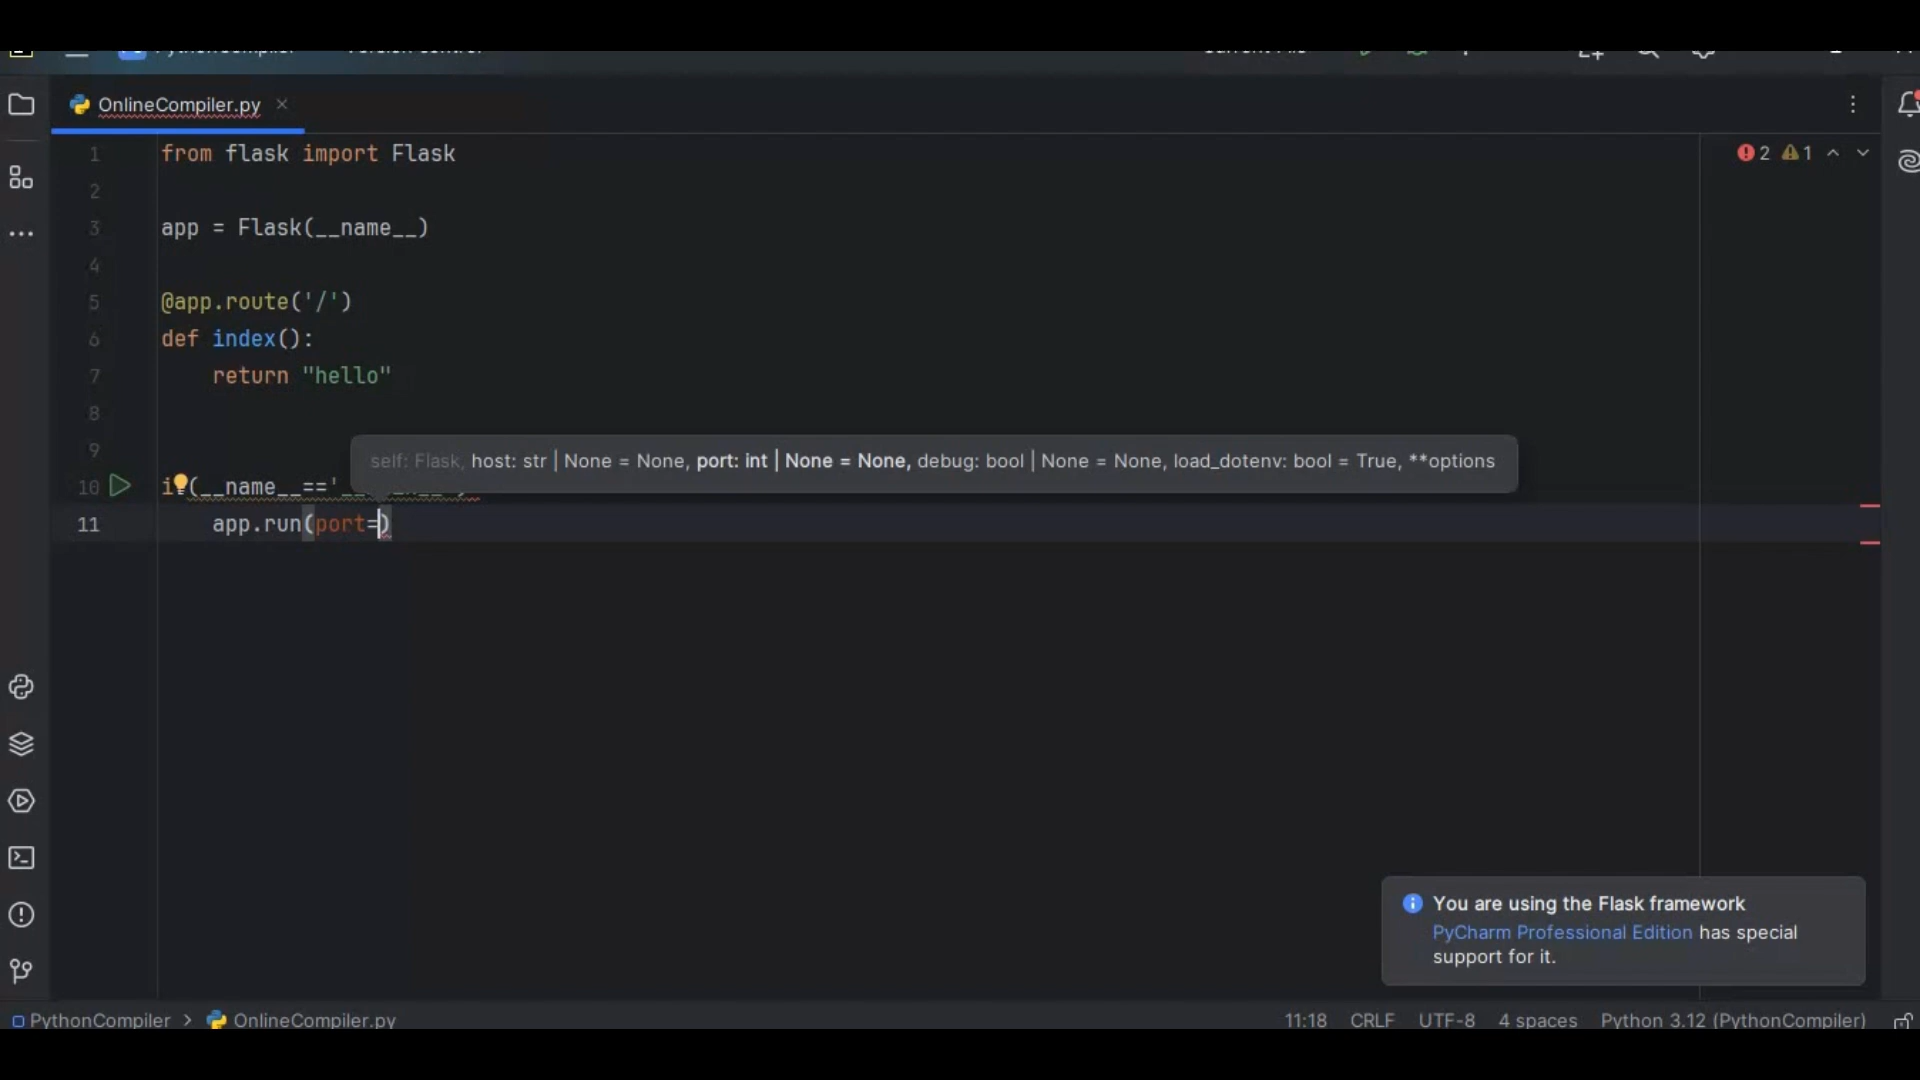 OnlineCompiler.py
2 1
1 from flask import Flask
2
3 app = Flask(__name__)
4
5 @app.route('/')
6 def index():
7 return "hello"
8
9
self: Flask, host: str | None = None, port: int | None = None, debug: bool | None = None, load_dotenv: bool = True, **options
10 (__name__=='
11 app.run(port=)
You are using the Flask framework
PyCharm Professional Edition has special
support for it.
PythonCompiler > OnlineCompiler.py
11:18 CRLF UTF-8 4 spaces Python 3.12 (PythonCompiler)